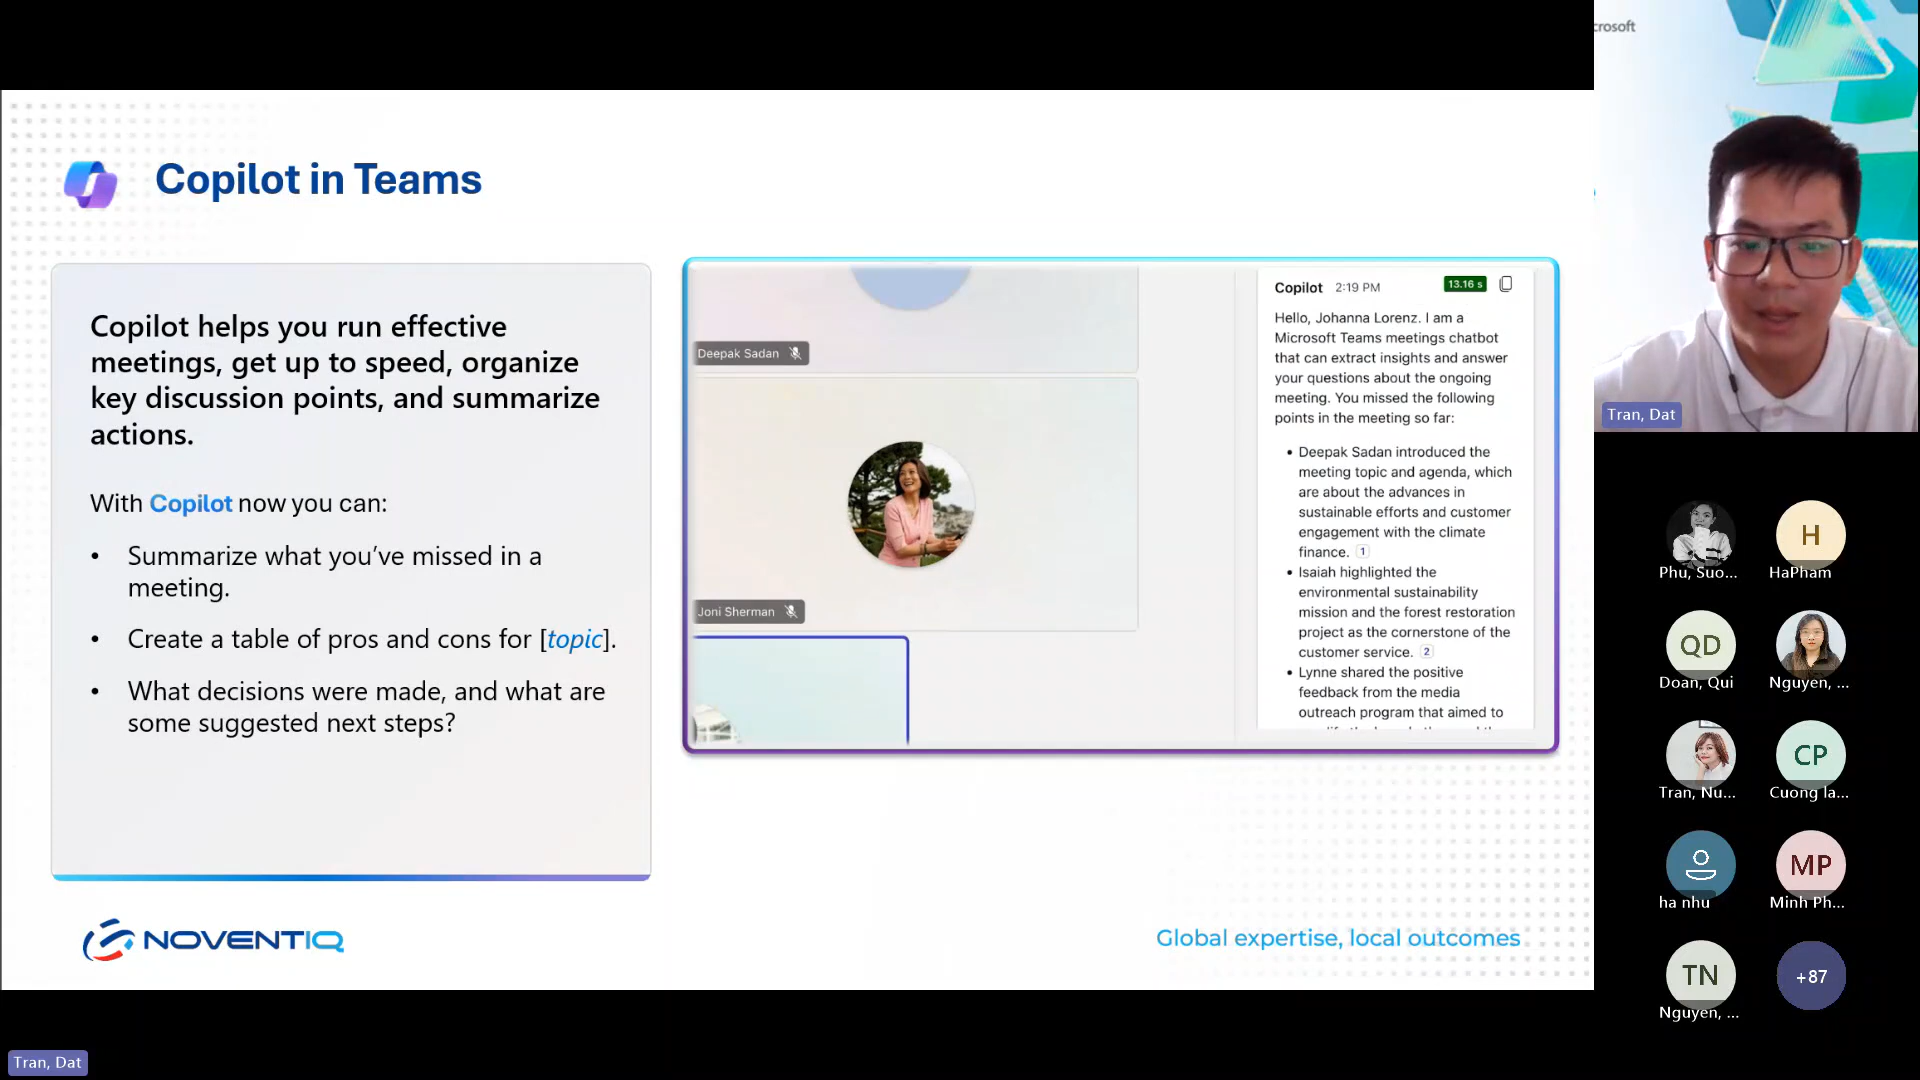 crosoft
Copilot in Teams
Copilot helps you run effective
meetings, get up to speed, organize
key discussion points, and summarize
actions.
With Copilot now you can:
• Summarize what you’ve missed in a
meeting.
• Create a table of pros and cons for [topic].
• What decisions were made, and what are
some suggested next steps?
Deepak Sadan
Joni Sherman
Copilot 2:19 PM 13.16 s
Hello, Johanna Lorenz. I am a
Microsoft Teams meetings chatbot
that can extract insights and answer
your questions about the ongoing
meeting. You missed the following
points in the meeting so far:
• Deepak Sadan introduced the
meeting topic and agenda, which
are about the advances in
sustainable efforts and customer
engagement with the climate
finance. 1
• Isaiah highlighted the
environmental sustainability
mission and the forest restoration
project as the cornerstone of the
customer service. 2
• Lynne shared the positive
feedback from the media
outreach program that aimed to
NOVENTIQ
Global expertise, local outcomes
Tran, Dat
Phu, Suo...
H
HaPham
QD
Doan, Qui
Nguyen, ...
Tran, Nu...
CP
Cuong la...
ha nhu
MP
Minh Ph...
TN
Nguyen, ...
+87
Tran, Dat